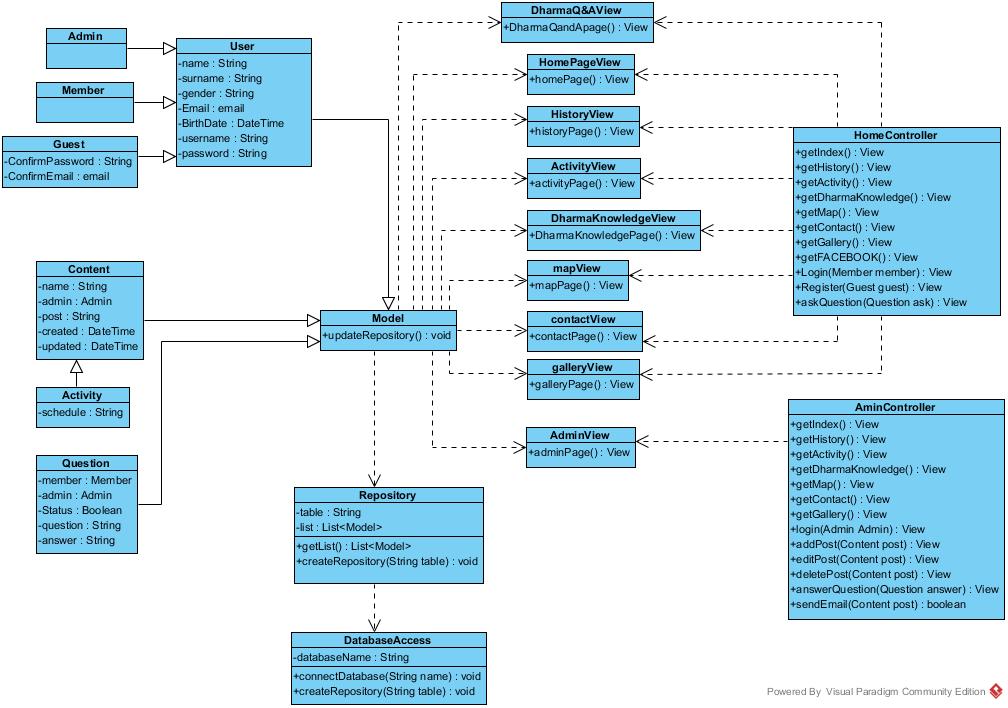 Admin
Member
Guest
-ConfirmPassword : String
-ConfirmEmail : email
User
-name : String
-surname : String
-gender : String
-Email : email
-BirthDate : DateTime
-username : String
-password : String
Content
-name : String
-admin : Admin
-post : String
-created : DateTime
-updated : DateTime
Activity
-schedule : String
Question
-member : Member
-admin : Admin
-Status : Boolean
-question : String
-answer : String
Model
+updateRepository() : void
Repository
-table : String
-list : List<Model>
+getList() : List<Model>
+createRepository(String table) : void
DatabaseAccess
-databaseName : String
+connectDatabase(String name) : void
+createRepository(String table) : void
DharmaQ&AView
+DharmaQandApage() : View
HomePageView
+homePage() : View
HistoryView
+historyPage() : View
ActivityView
+activityPage() : View
DharmaKnowledgeView
+DharmaKnowledgePage() : View
mapView
+mapPage() : View
contactView
+contactPage() : View
galleryView
+galleryPage() : View
AdminView
+adminPage() : View
HomeController
+getIndex() : View
+getHistory() : View
+getActivity() : View
+getDharmaKnowledge() : View
+getMap() : View
+getContact() : View
+getGallery() : View
+getFACEBOOK() : View
+Login(Member member) : View
+Register(Guest guest) : View
+askQuestion(Question ask) : View
AminController
+getIndex() : View
+getHistory() : View
+getActivity() : View
+getDharmaKnowledge() : View
+getMap() : View
+getContact() : View
+getGallery() : View
+login(Admin Admin) : View
+addPost(Content post) : View
+editPost(Content post) : View
+deletePost(Content post) : View
+answerQuestion(Question answer) : View
+sendEmail(Content post) : boolean
Powered By Visual Paradigm Community Edition